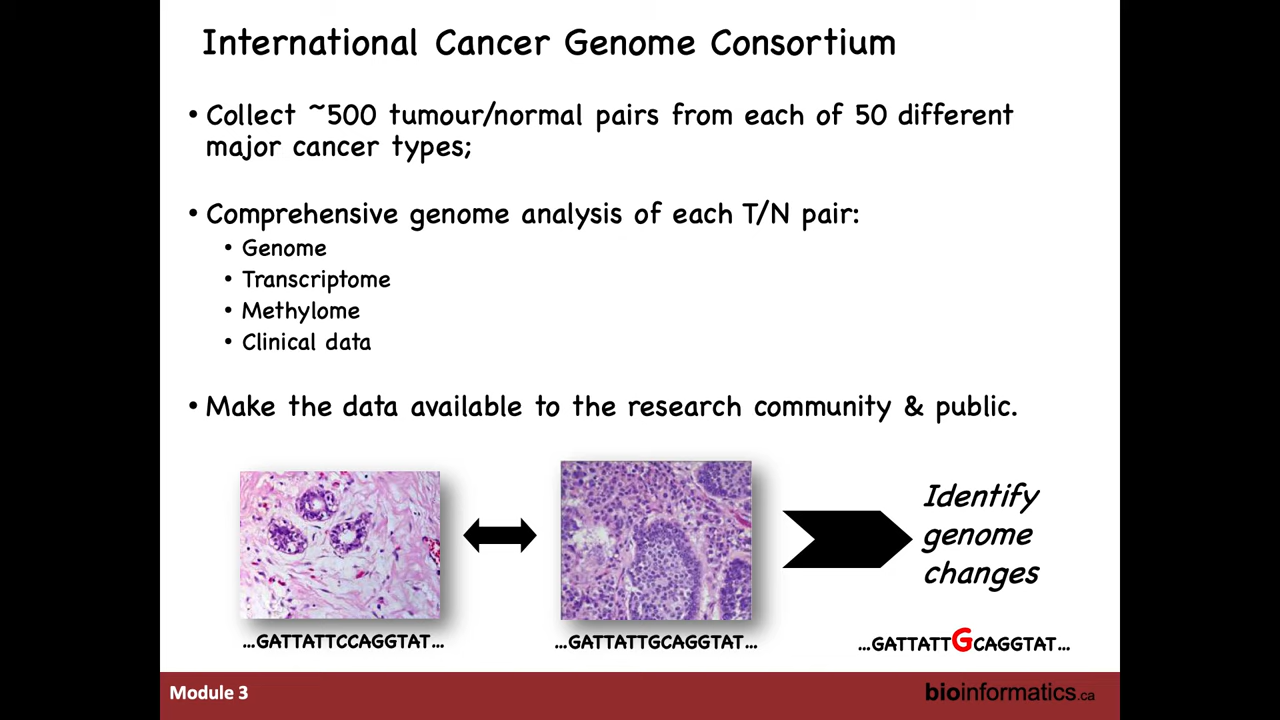 International Cancer Genome Consortium
• Collect ~500 tumour/normal pairs from each of 50 different
major cancer types;
• Comprehensive genome analysis of each T/N pair:
• Genome
• Transcriptome
• Methylome
• Clinical data
• Make the data available to the research community & public.
Identify
genome
changes
...GATTATTCCAGGTAT...
...GATTATTGCAGGTAT...
...GATTATTGCAGGTAT...
Module 3
bioinformatics.ca